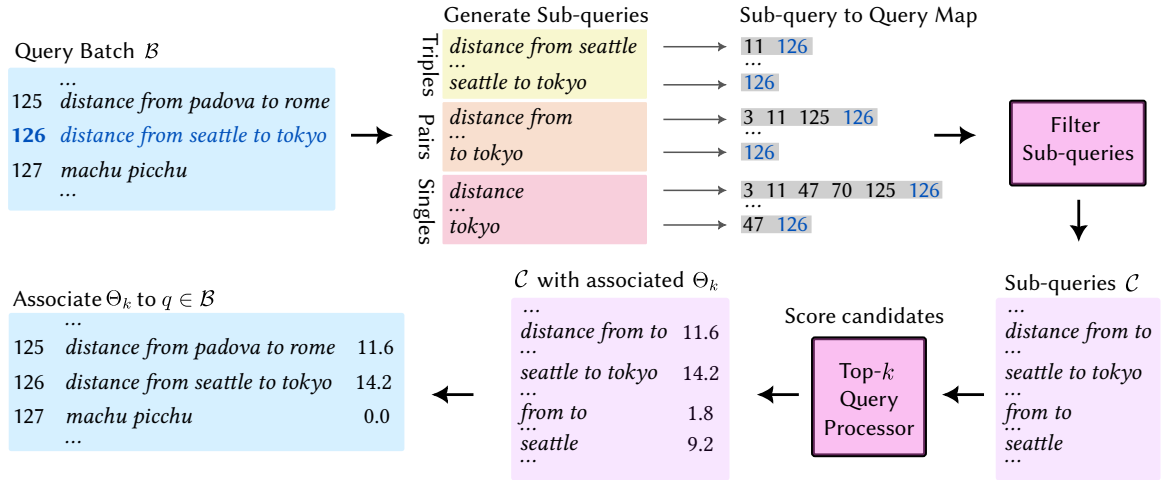 Query Batch ℬ
...
125 distance from padova to rome
126 distance from seattle to tokyo
127 machu picchu
...
Generate Sub-queries
Triples
distance from seattle
...
seattle to tokyo
Pairs
distance from
...
to tokyo
Singles
distance
...
tokyo
Sub-query to Query Map
11 126
...
126
3 11 125 126
...
126
3 11 47 70 125 126
...
47 126
Filter
Sub-queries
Sub-queries 𝒞
...
distance from to
...
seattle to tokyo
...
from to
...
seattle
...
Score candidates
Top-k
Query
Processor
𝒞 with associated Θk
...
distance from to 11.6
...
seattle to tokyo 14.2
...
from to 1.8
...
seattle 9.2
...
Associate Θk to q ∈ ℬ
...
125 distance from padova to rome 11.6
126 distance from seattle to tokyo 14.2
127 machu picchu 0.0
...